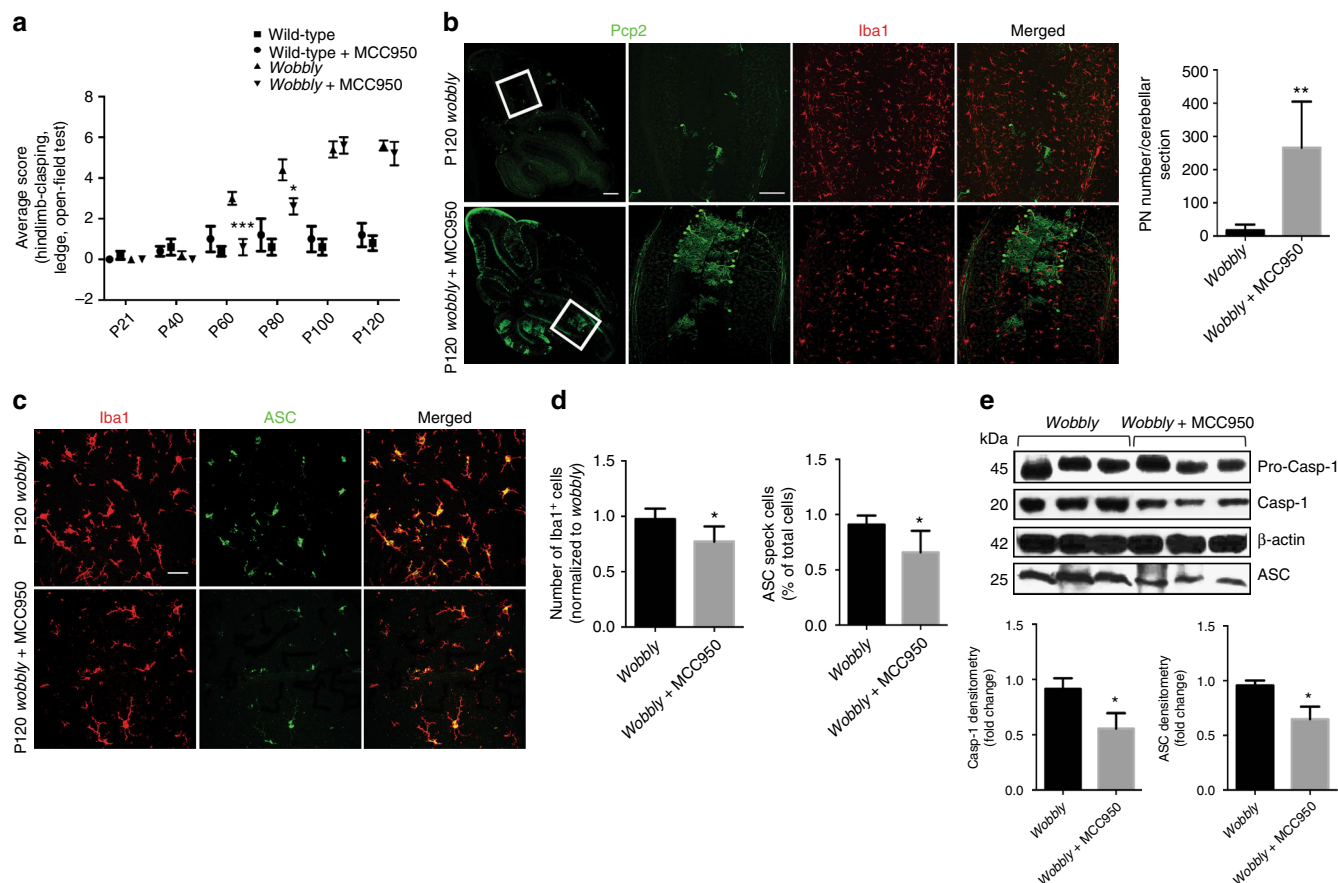 a
Wild-type
Wild-type + MCC950
Wobbly
Wobbly + MCC950
Average score
(hindlimb-clasping,
ledge, open-field test)
8
6
4
2
0
−2
***
*
P21
P40
P60
P80
P100
P120
b
Pcp2
Iba1
Merged
P120 wobbly
P120 wobbly + MCC950
PN number/cerebellar
section
500
400
300
200
100
0
**
Wobbly
Wobbly + MCC950
c
Iba1
ASC
Merged
P120 wobbly
P120 wobbly + MCC950
d
Number of Iba1+ cells
(normalized to wobbly)
1.5
1.0
0.5
0.0
*
Wobbly
Wobbly + MCC950
ASC speck cells
(% of total cells)
1.5
1.0
0.5
0.0
*
Wobbly
Wobbly + MCC950
e
Wobbly
Wobbly + MCC950
kDa
45
Pro-Casp-1
20
Casp-1
42
β-actin
25
ASC
Casp-1 densitometry
(fold change)
1.5
1.0
0.5
0.0
*
Wobbly
Wobbly + MCC950
ASC densitometry
(fold change)
1.5
1.0
0.5
0.0
*
Wobbly
Wobbly + MCC950